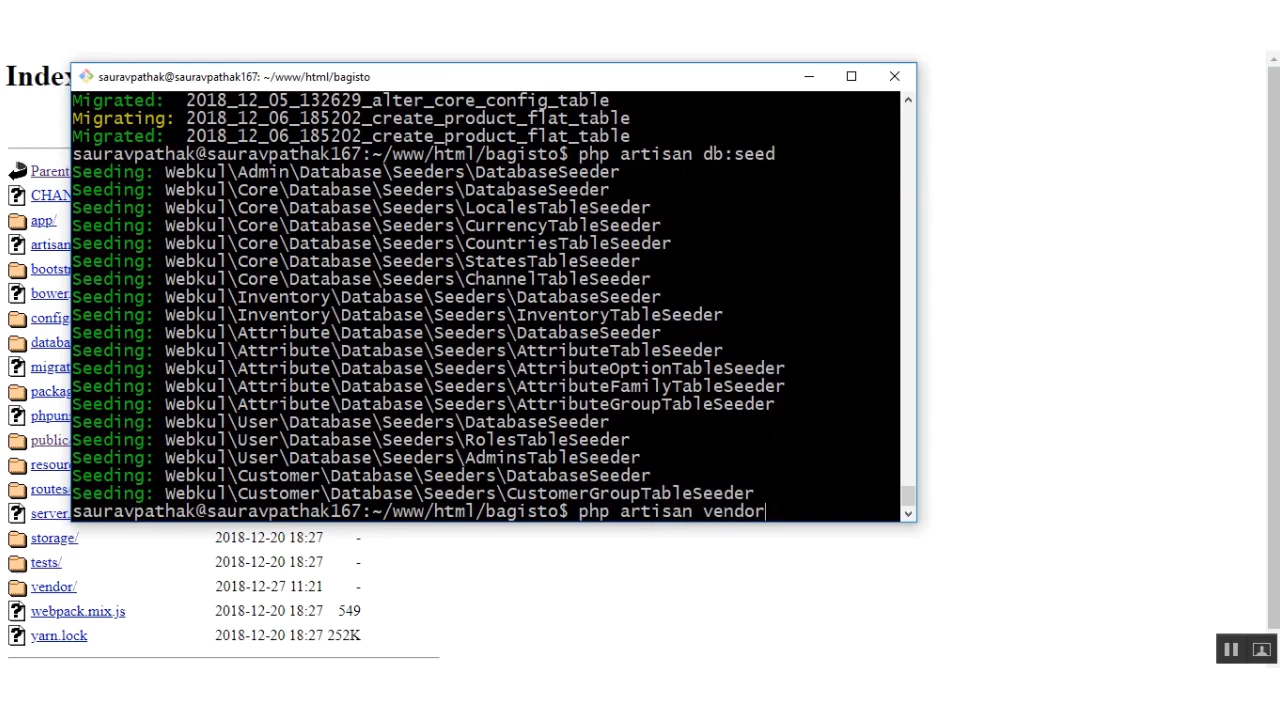 Index
sauravpathak@sauravpathak167: ~/www/html/bagisto
Migrated:  2018_12_05_132629_alter_core_config_table
Migrating: 2018_12_06_185202_create_product_flat_table
Migrated:  2018_12_06_185202_create_product_flat_table
sauravpathak@sauravpathak167:~/www/html/bagisto$ php artisan db:seed
Seeding: Webkul\Admin\Database\Seeders\DatabaseSeeder
Seeding: Webkul\Core\Database\Seeders\DatabaseSeeder
Seeding: Webkul\Core\Database\Seeders\LocalesTableSeeder
Seeding: Webkul\Core\Database\Seeders\CurrencyTableSeeder
Seeding: Webkul\Core\Database\Seeders\CountriesTableSeeder
Seeding: Webkul\Core\Database\Seeders\StatesTableSeeder
Seeding: Webkul\Core\Database\Seeders\ChannelTableSeeder
Seeding: Webkul\Inventory\Database\Seeders\DatabaseSeeder
Seeding: Webkul\Inventory\Database\Seeders\InventoryTableSeeder
Seeding: Webkul\Attribute\Database\Seeders\DatabaseSeeder
Seeding: Webkul\Attribute\Database\Seeders\AttributeTableSeeder
Seeding: Webkul\Attribute\Database\Seeders\AttributeOptionTableSeeder
Seeding: Webkul\Attribute\Database\Seeders\AttributeFamilyTableSeeder
Seeding: Webkul\Attribute\Database\Seeders\AttributeGroupTableSeeder
Seeding: Webkul\User\Database\Seeders\DatabaseSeeder
Seeding: Webkul\User\Database\Seeders\RolesTableSeeder
Seeding: Webkul\User\Database\Seeders\AdminsTableSeeder
Seeding: Webkul\Customer\Database\Seeders\DatabaseSeeder
Seeding: Webkul\Customer\Database\Seeders\CustomerGroupTableSeeder
sauravpathak@sauravpathak167:~/www/html/bagisto$ php artisan vendor
Parent
CHAN
app/
artisan
bootst
bower.
config
databa
migrat
packag
phpun
public
resour
routes
server.
storage/ 2018-12-20 18:27 -
tests/ 2018-12-20 18:27 -
vendor/ 2018-12-27 11:21 -
webpack.mix.js 2018-12-20 18:27 549
yarn.lock 2018-12-20 18:27 252K